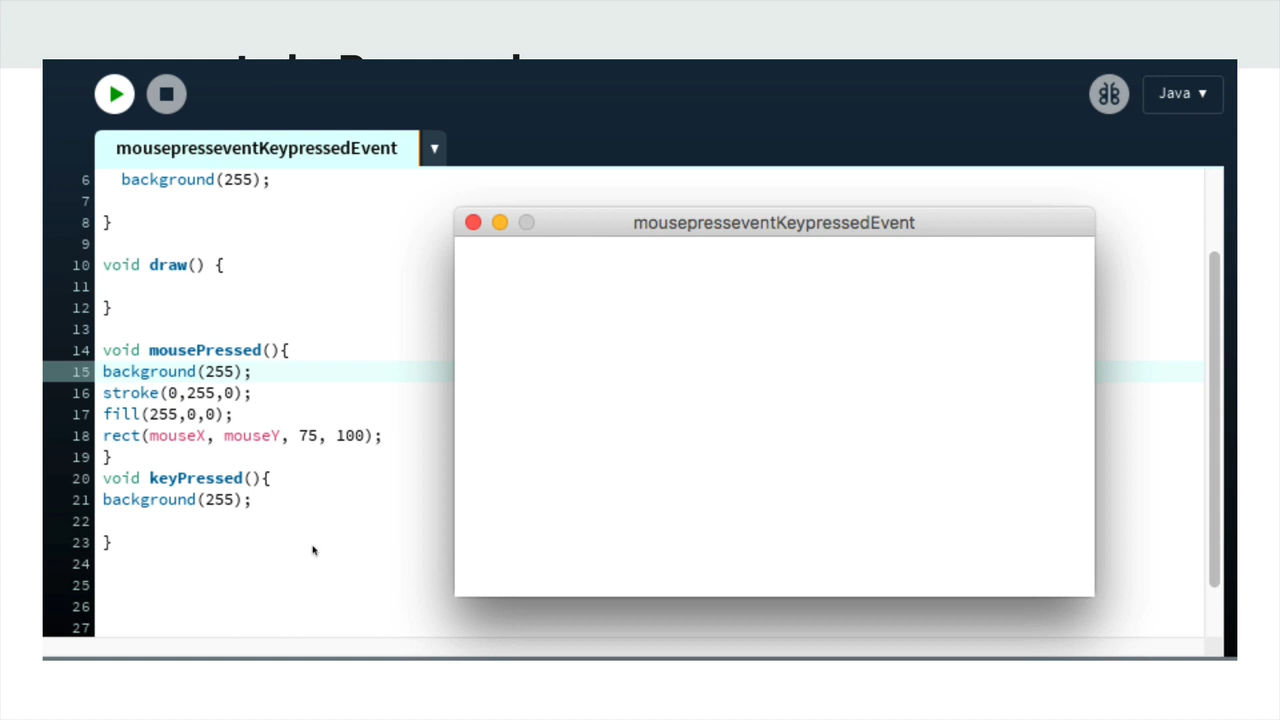 Java ▼
mousepresseventKeypressedEvent ▼
6 background(255);
7
8 }
9
10 void draw() {
11
12 }
13
14 void mousePressed(){
15 background(255);
16 stroke(0,255,0);
17 fill(255,0,0);
18 rect(mouseX, mouseY, 75, 100);
19 }
20 void keyPressed(){
21 background(255);
22
23 }
24
25
26
27
mousepresseventKeypressedEvent